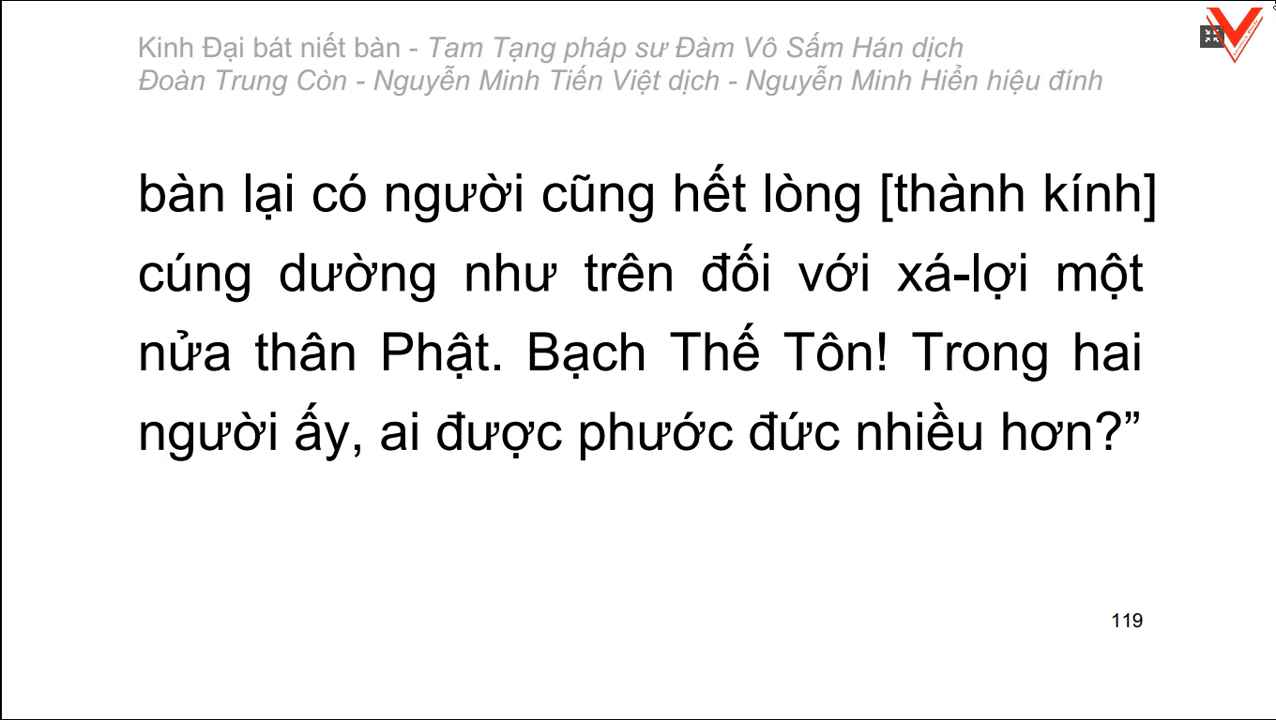 Kinh Đại bát niết bàn - Tam Tạng pháp sư Đàm Vô Sấm Hán dịch
Đoàn Trung Còn - Nguyễn Minh Tiến Việt dịch - Nguyễn Minh Hiển hiệu đính
bàn lại có người cũng hết lòng [thành kính]
cúng dường như trên đối với xá-lợi một
nửa thân Phật. Bạch Thế Tôn! Trong hai
người ấy, ai được phước đức nhiều hơn?”
119